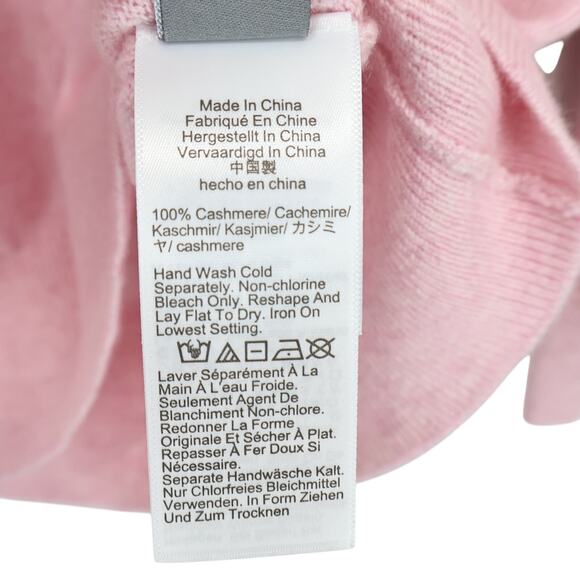 Made In China
Fabriqué En Chine
Hergestellt In China
Vervaardigd In China
中国製
hecho en china
100% Cashmere/ Cachemire/
Kaschmir/ Kasjmier/ カシミ
ヤ/ cashmere
Hand Wash Cold
Separately. Non-chlorine
Bleach Only. Reshape And
Lay Flat To Dry. Iron On
Lowest Setting.
Laver Séparément À La
Main À L'eau Froide.
Seulement Agent De
Blanchiment Non-chlore.
Redonner La Forme
Originale Et Sécher À Plat.
Repasser À Fer Doux Si
Nécessaire.
Separate Handwäsche Kalt.
Nur Chlorfreies Bleichmittel
Verwenden. In Form Ziehen
Und Zum Trocknen